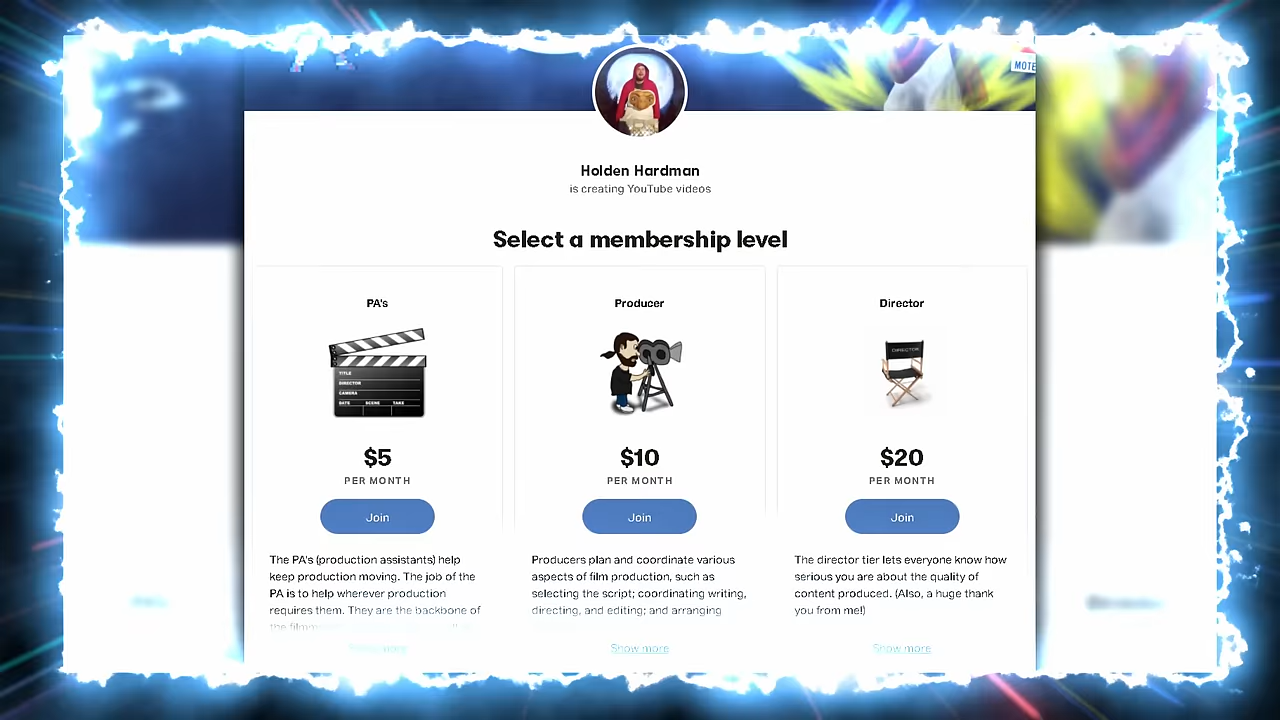 MOTE
Holden Hardman
is creating YouTube videos
Select a membership level
PA's
TITLE
DIRECTOR
CAMERA
DATE SCENE TAKE
$5
PER MONTH
Join
The PA's (production assistants) help
keep production moving. The job of the
PA is to help wherever production
requires them. They are the backbone of
the
Show more
Producer
$10
PER MONTH
Join
Producers plan and coordinate various
aspects of film production, such as
selecting the script; coordinating writing,
directing, and editing; and arranging
Show more
Director
DIRECTOR
$20
PER MONTH
Join
The director tier lets everyone know how
serious you are about the quality of
content produced. (Also, a huge thank
you from me!)
Show more